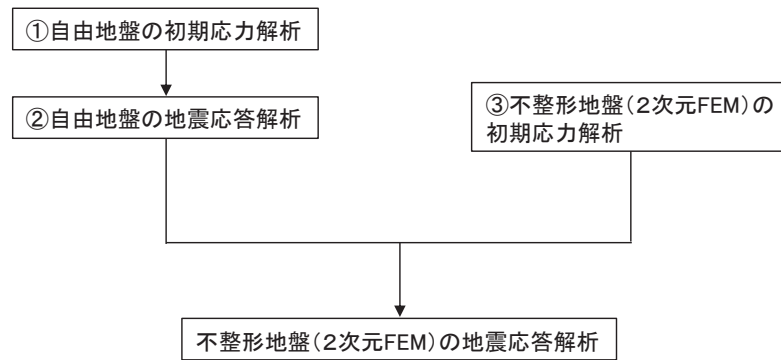 ①自由地盤の初期応力解析
②自由地盤の地震応答解析
③不整形地盤(2次元FEM)の
初期応力解析
不整形地盤(2次元FEM)の地震応答解析